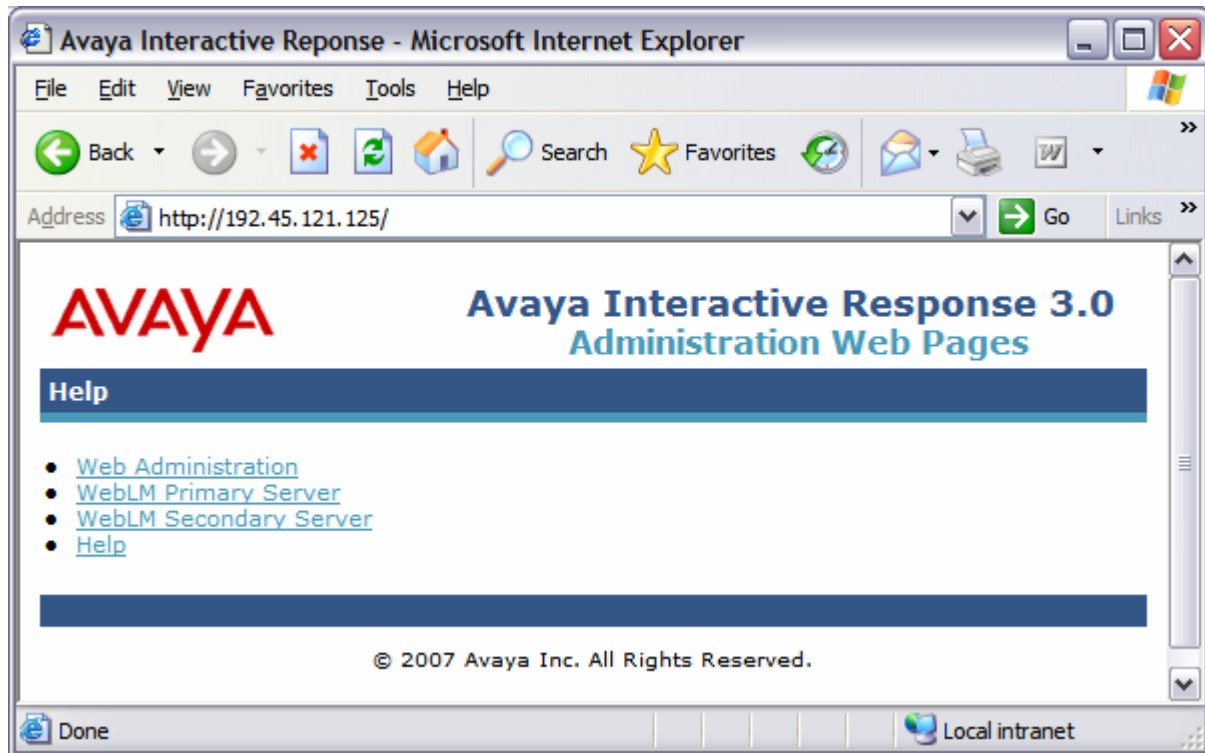 Avaya Interactive Reponse - Microsoft Internet Explorer
File Edit View Favorites Tools Help
Back Search Favorites W »
Address http://192.45.121.125/ Go Links »
AVAYA
Avaya Interactive Response 3.0
Administration Web Pages
Help
• Web Administration
• WebLM Primary Server
• WebLM Secondary Server
• Help
© 2007 Avaya Inc. All Rights Reserved.
Done Local intranet